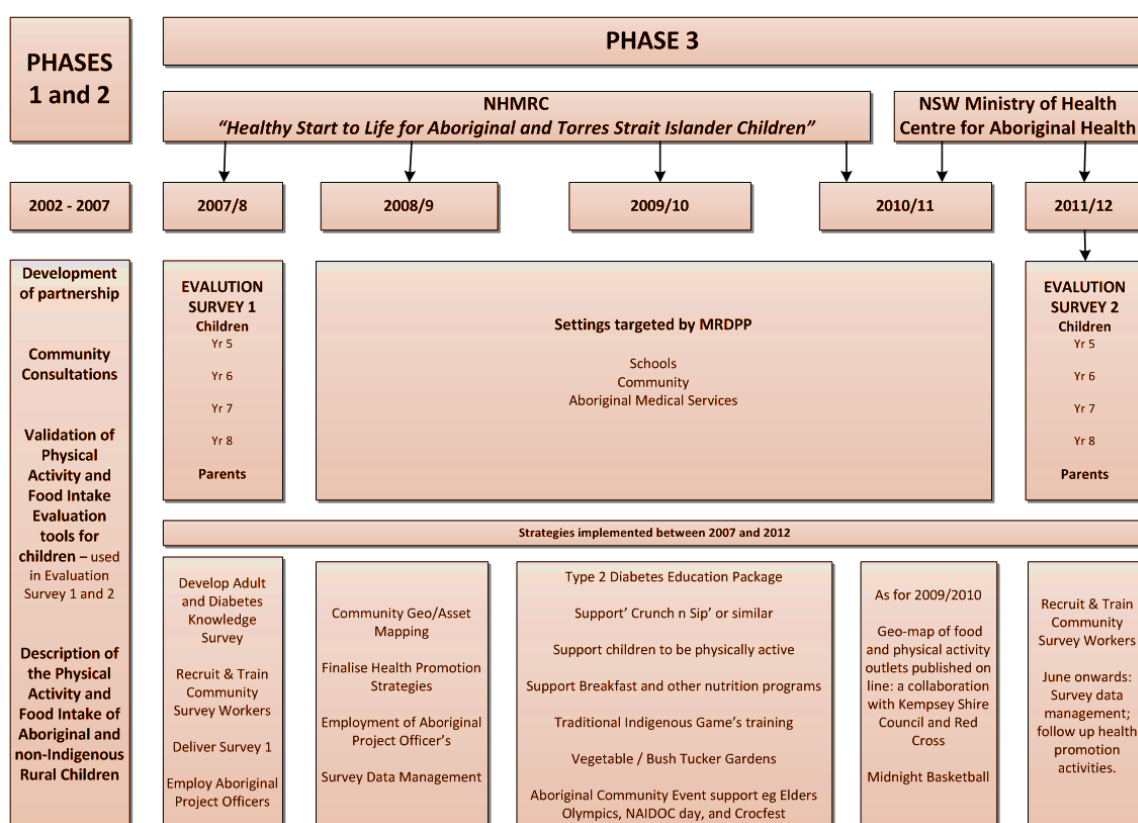 PHASES
1 and 2
PHASE 3
NHMRC
"Healthy Start to Life for Aboriginal and Torres Strait Islander Children"
NSW Ministry of Health
Centre for Aboriginal Health
2002 - 2007
2007/8
2008/9
2009/10
2010/11
2011/12
Development
of partnership
Community
Consultations
Validation of
Physical
Activity and
Food Intake
Evaluation
tools for
children – used
in Evaluation
Survey 1 and 2
Description of
the Physical
Activity and
Food Intake of
Aboriginal and
non-Indigenous
Rural Children
EVALUTION
SURVEY 1
Children
Yr 5
Yr 6
Yr 7
Yr 8
Parents
Settings targeted by MRDPP
Schools
Community
Aboriginal Medical Services
EVALUTION
SURVEY 2
Children
Yr 5
Yr 6
Yr 7
Yr 8
Parents
Strategies implemented between 2007 and 2012
Develop Adult
and Diabetes
Knowledge
Survey
Recruit & Train
Community
Survey Workers
Deliver Survey 1
Employ Aboriginal
Project Officers
Community Geo/Asset
Mapping
Finalise Health Promotion
Strategies
Employment of Aboriginal
Project Officer's
Survey Data Management
Type 2 Diabetes Education Package
Support' Crunch n Sip' or similar
Support children to be physically active
Support Breakfast and other nutrition programs
Traditional Indigenous Game's training
Vegetable / Bush Tucker Gardens
Aboriginal Community Event support eg Elders
Olympics, NAIDOC day, and Crocfest
As for 2009/2010
Geo-map of food
and physical activity
outlets published on
line: a collaboration
with Kempsey Shire
Council and Red
Cross
Midnight Basketball
Recruit & Train
Community
Survey Workers
June onwards:
Survey data
management;
follow up health
promotion
activities.